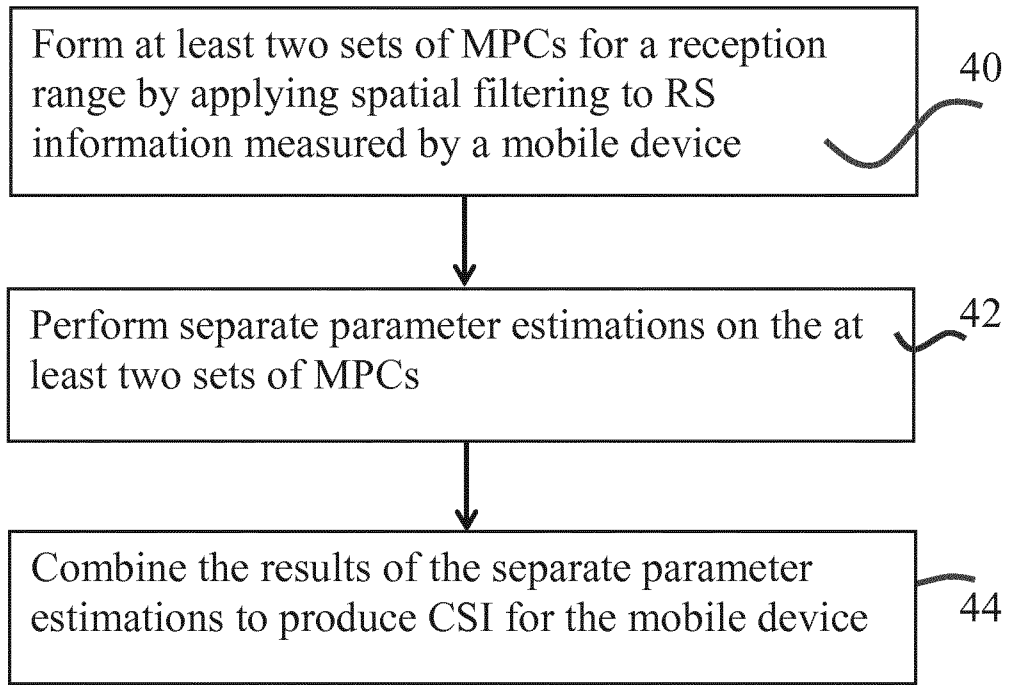 Form at least two sets of MPCs for a reception
range by applying spatial filtering to RS
information measured by a mobile device
40
Perform separate parameter estimations on the at
least two sets of MPCs
42
Combine the results of the separate parameter
estimations to produce CSI for the mobile device
44